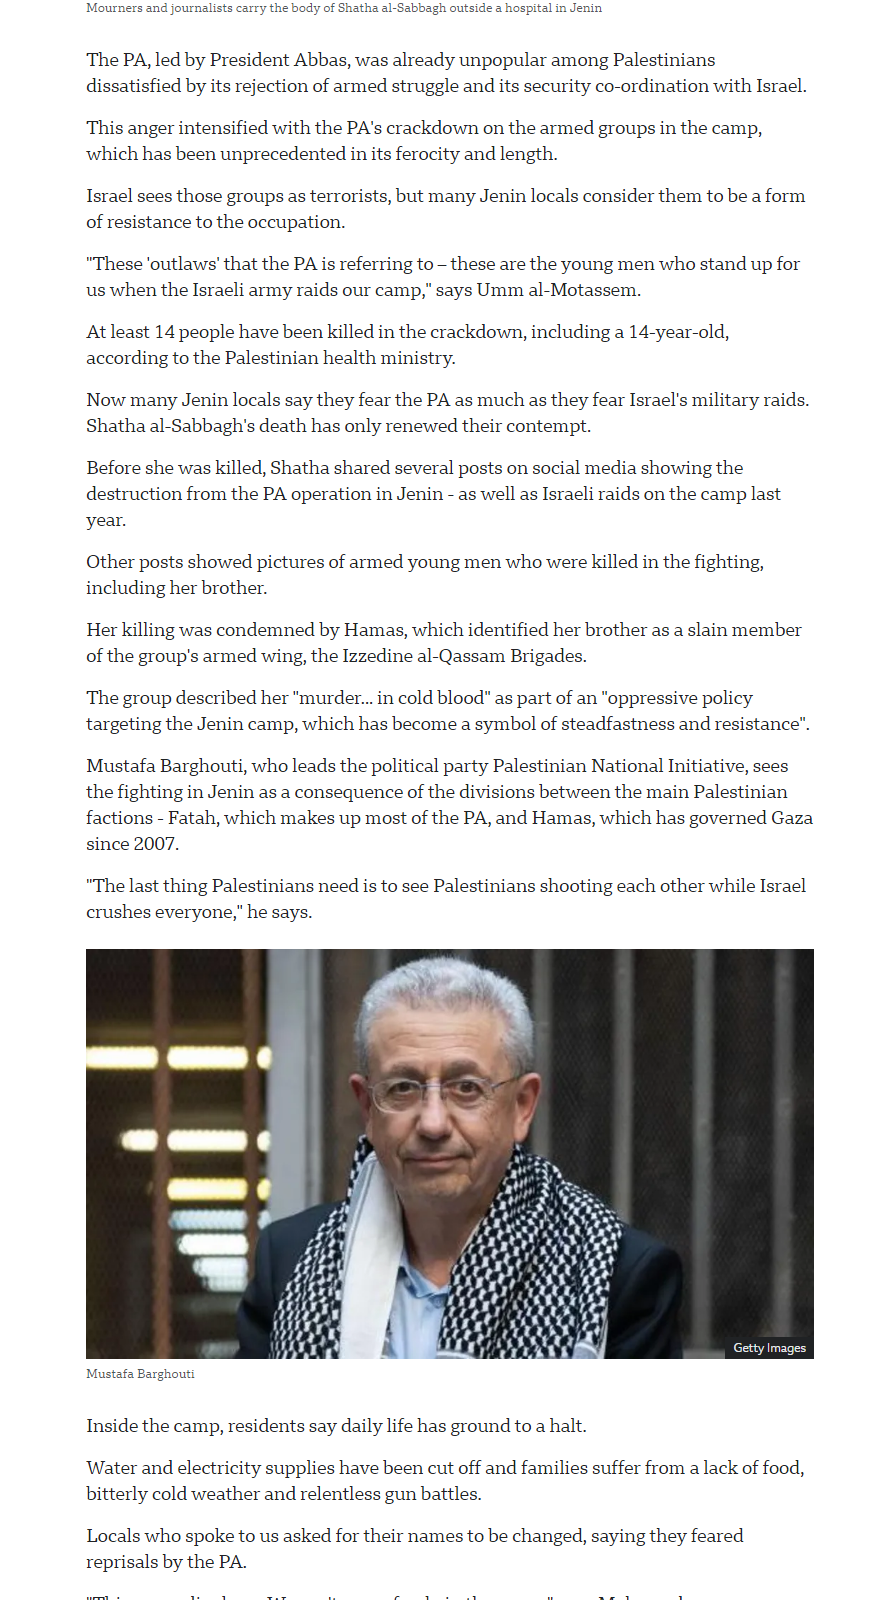 Mourners and journalists carry the body of Shatha al-Sabbagh outside a hospital in Jenin
The PA, led by President Abbas, was already unpopular among Palestinians
dissatisfied by its rejection of armed struggle and its security co-ordination with Israel.
This anger intensified with the PA's crackdown on the armed groups in the camp,
which has been unprecedented in its ferocity and length.
Israel sees those groups as terrorists, but many Jenin locals consider them to be a form
of resistance to the occupation.
"These 'outlaws' that the PA is referring to – these are the young men who stand up for
us when the Israeli army raids our camp," says Umm al-Motassem.
At least 14 people have been killed in the crackdown, including a 14-year-old,
according to the Palestinian health ministry.
Now many Jenin locals say they fear the PA as much as they fear Israel's military raids.
Shatha al-Sabbagh's death has only renewed their contempt.
Before she was killed, Shatha shared several posts on social media showing the
destruction from the PA operation in Jenin - as well as Israeli raids on the camp last
year.
Other posts showed pictures of armed young men who were killed in the fighting,
including her brother.
Her killing was condemned by Hamas, which identified her brother as a slain member
of the group's armed wing, the Izzedine al-Qassam Brigades.
The group described her "murder... in cold blood" as part of an "oppressive policy
targeting the Jenin camp, which has become a symbol of steadfastness and resistance".
Mustafa Barghouti, who leads the political party Palestinian National Initiative, sees
the fighting in Jenin as a consequence of the divisions between the main Palestinian
factions - Fatah, which makes up most of the PA, and Hamas, which has governed Gaza
since 2007.
"The last thing Palestinians need is to see Palestinians shooting each other while Israel
crushes everyone," he says.
Getty Images
Mustafa Barghouti
Inside the camp, residents say daily life has ground to a halt.
Water and electricity supplies have been cut off and families suffer from a lack of food,
bitterly cold weather and relentless gun battles.
Locals who spoke to us asked for their names to be changed, saying they feared
reprisals by the PA.